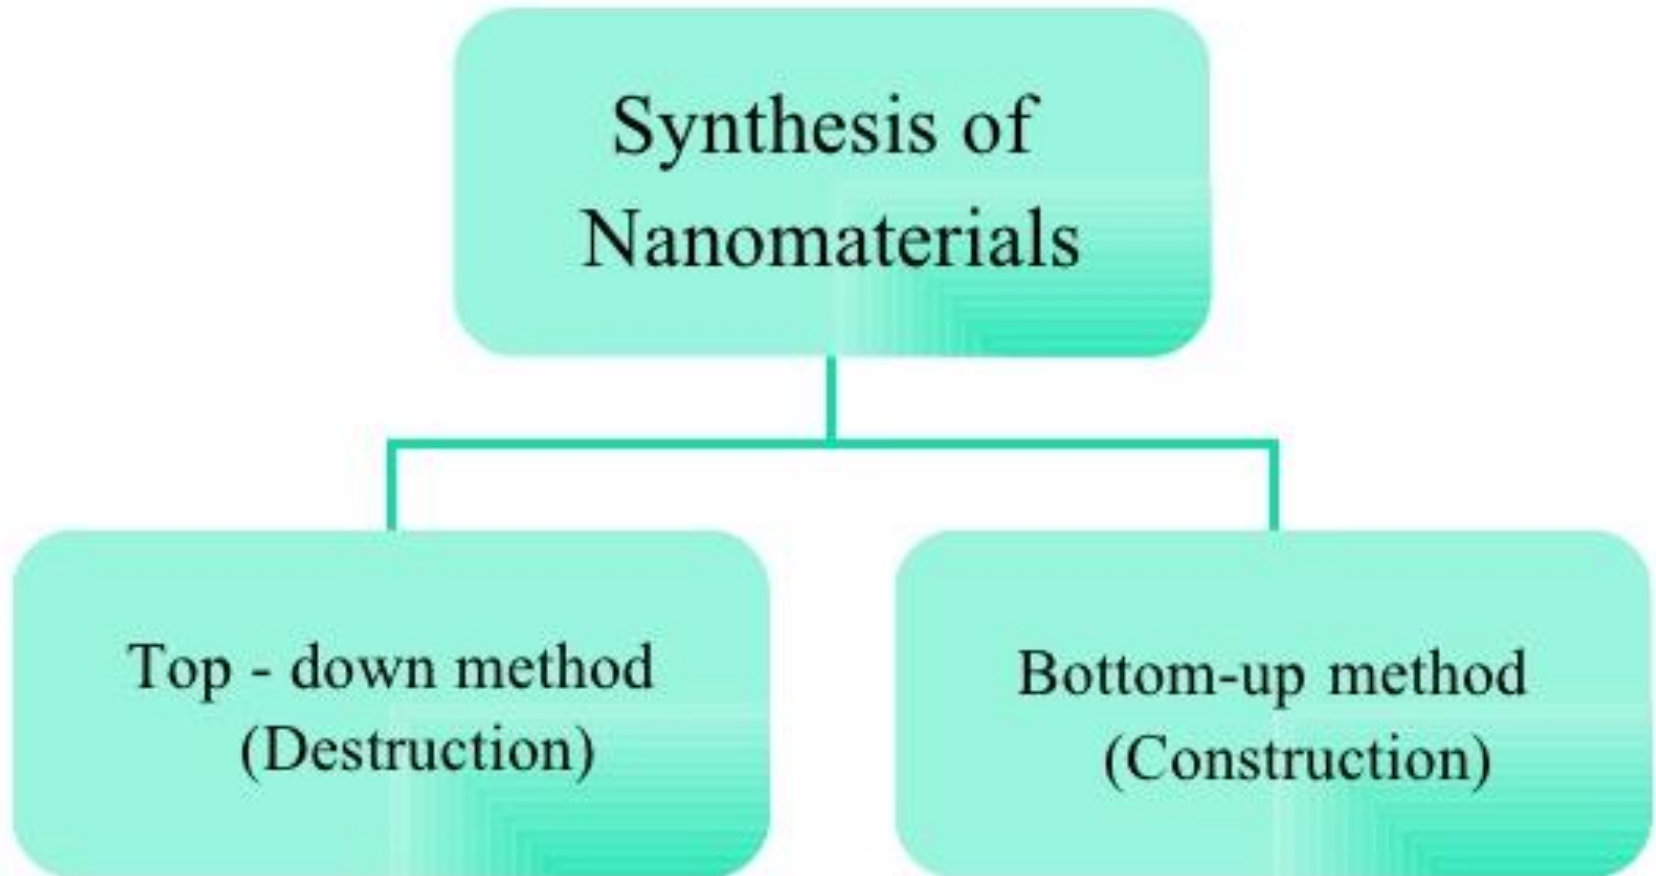 Synthesis of
Nanomaterials
Top - down method
(Destruction)
Bottom-up method
(Construction)